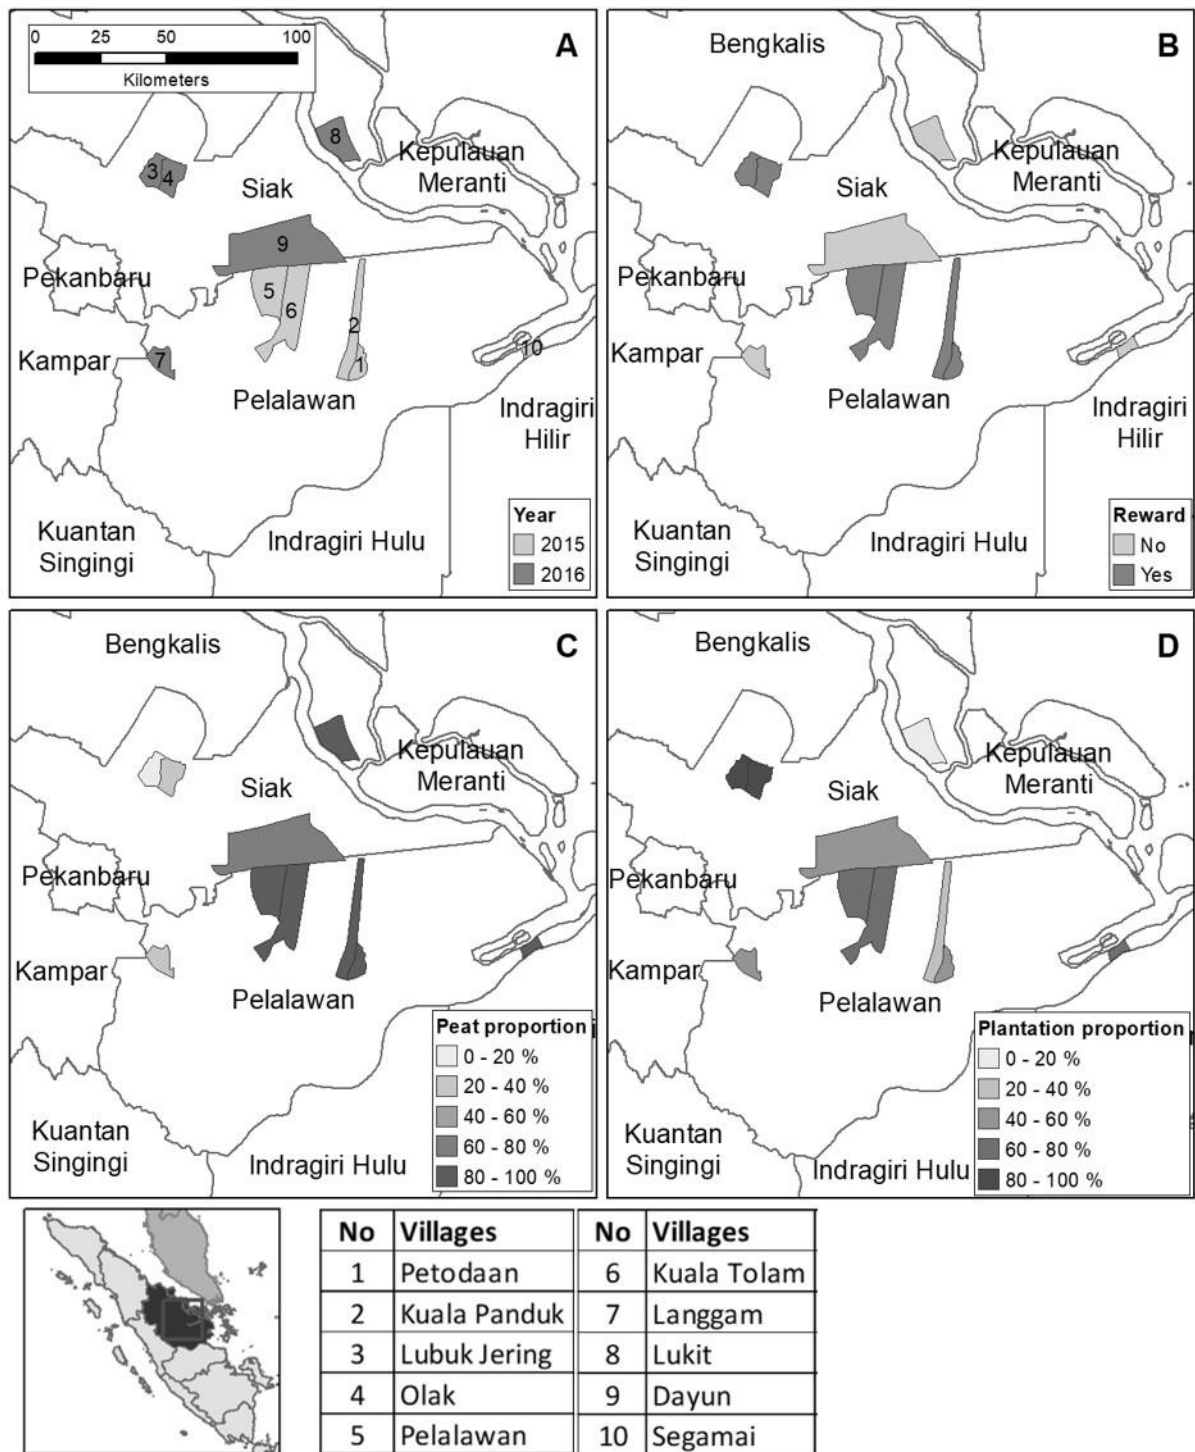 0 25 50 100
Kilometers
A
8
Kepulauan
Meranti
3 4
Siak
9
Pekanbaru
5
6
2
10
Kampar
7
1
Pelalawan
Indragiri
Hilir
Kuantan
Singingi
Indragiri Hulu
Year
2015
2016
Bengkalis
B
Kepulauan
Meranti
Siak
Pekanbaru
Kampar
Pelalawan
Indragiri
Hilir
Kuantan
Singingi
Indragiri Hulu
Reward
No
Yes
Bengkalis
C
Kepulauan
Meranti
Siak
Pekanbaru
Kampar
Pelalawan
Kuantan
Singingi
Indragiri Hulu
Peat proportion
0 - 20 %
20 - 40 %
40 - 60 %
60 - 80 %
80 - 100 %
Bengkalis
D
Kepulauan
Meranti
Siak
Pekanbaru
Kampar
Pelalawan
Kuantan
Singingi
Indragiri Hulu
Plantation proportion
0 - 20 %
20 - 40 %
40 - 60 %
60 - 80 %
80 - 100 %
No Villages No Villages
1 Petodaan 6 Kuala Tolam
2 Kuala Panduk 7 Langgam
3 Lubuk Jering 8 Lukit
4 Olak 9 Dayun
5 Pelalawan 10 Segamai